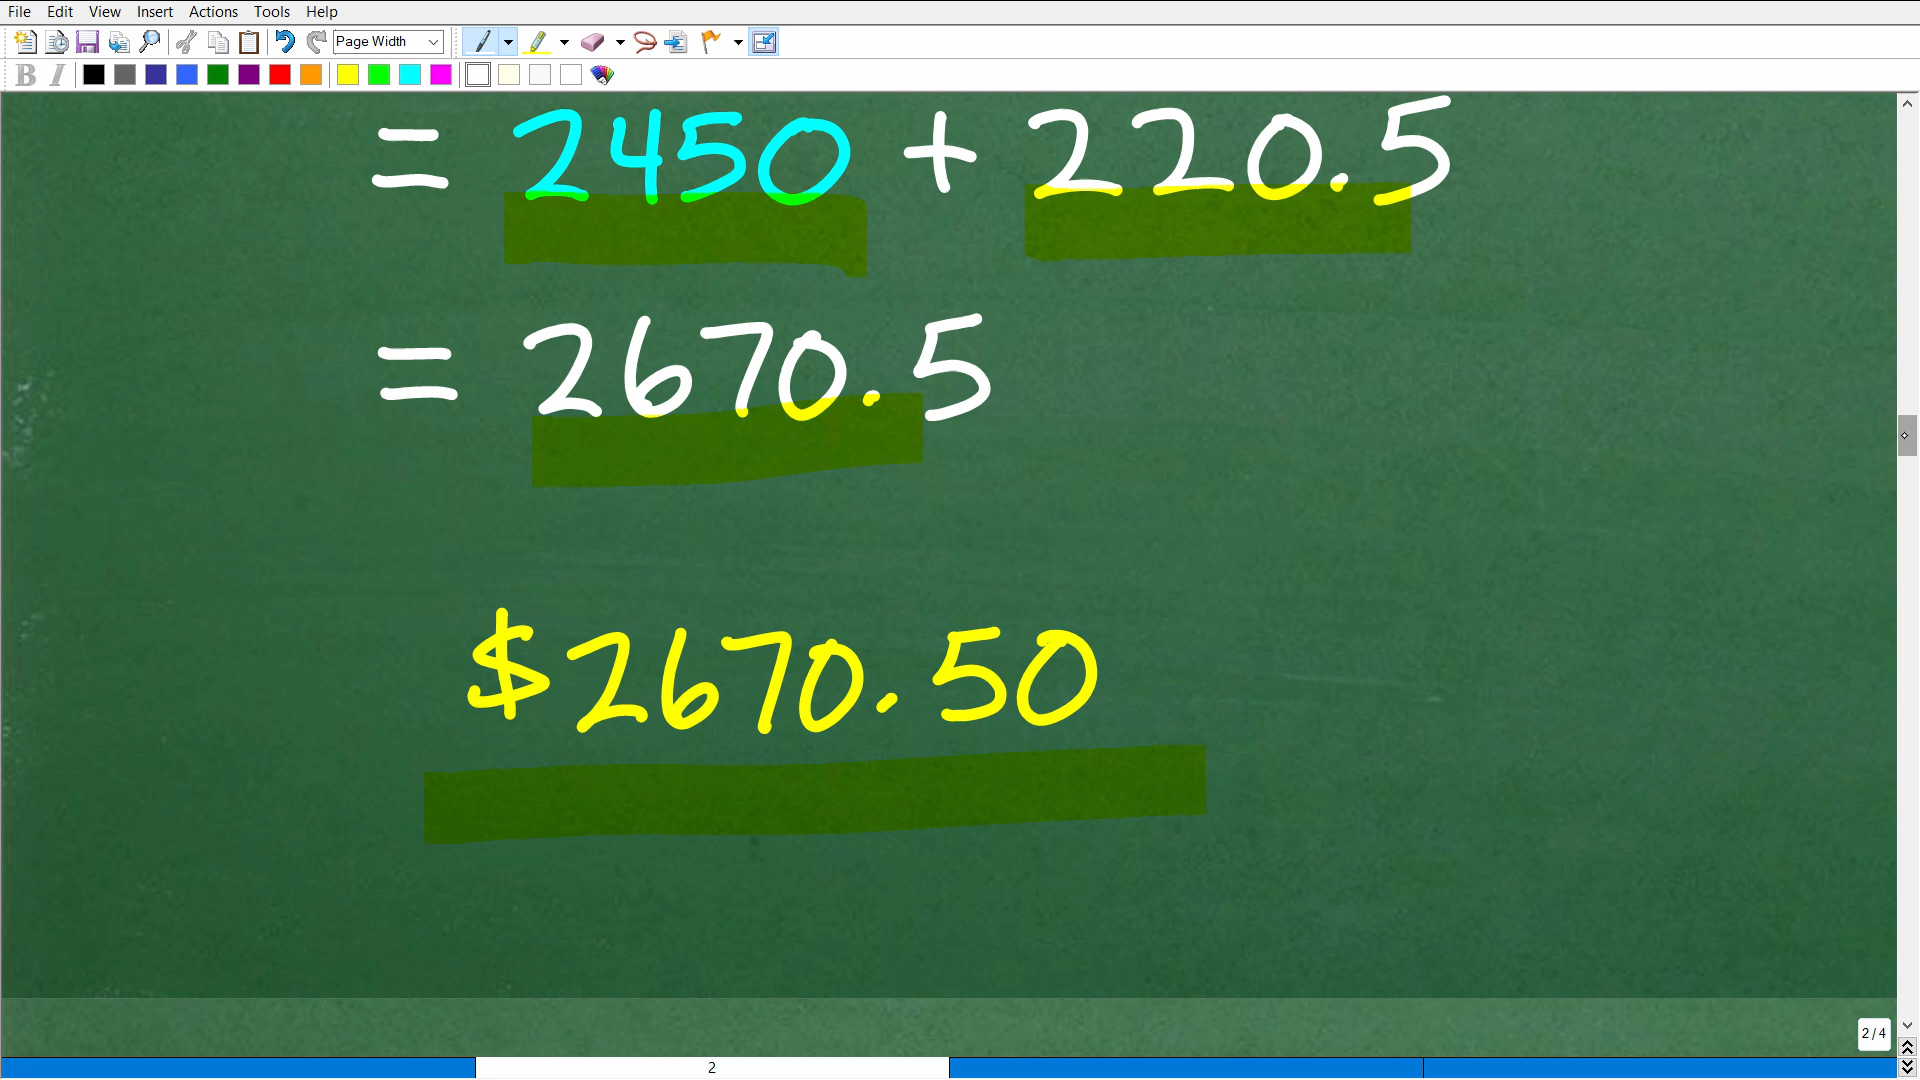 File Edit View Insert Actions Tools Help
Page Width
B I
= 2450 + 220.5
= 2670.5
$2670.50
2 / 4
2